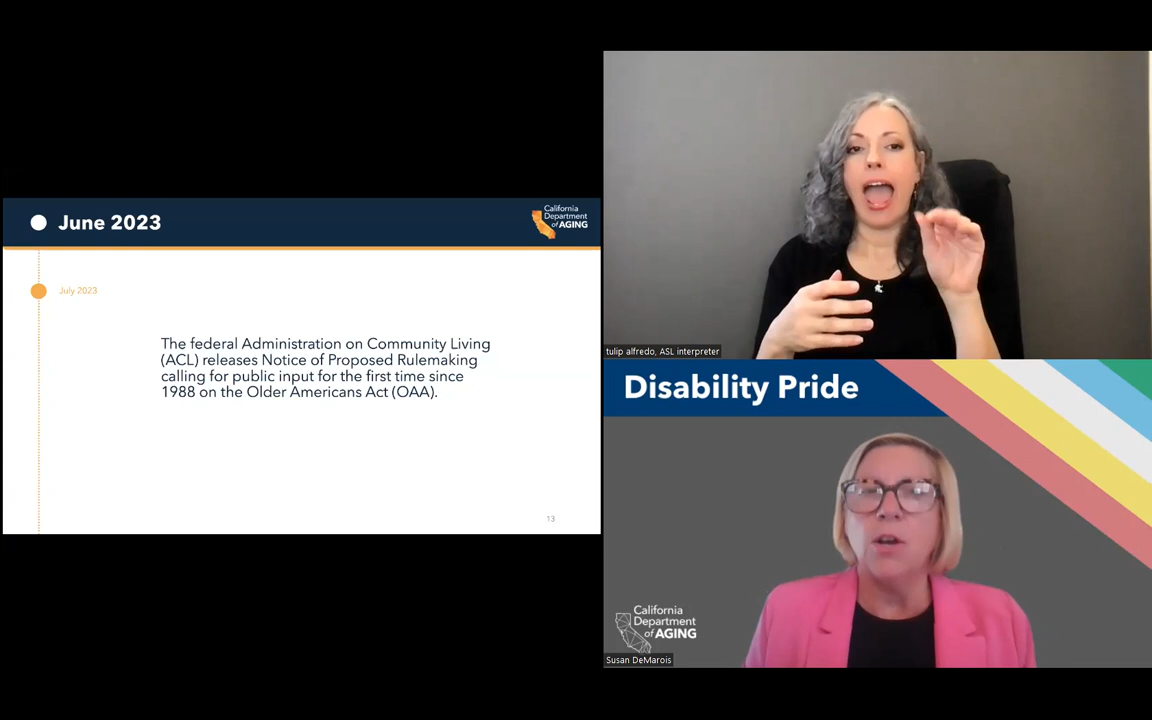 June 2023
California
Department
of AGING
July 2023
The federal Administration on Community Living
(ACL) releases Notice of Proposed Rulemaking
calling for public input for the first time since
1988 on the Older Americans Act (OAA).
13
tulip alfredo, ASL interpreter
Disability Pride
California
Department
of AGING
Susan DeMarois